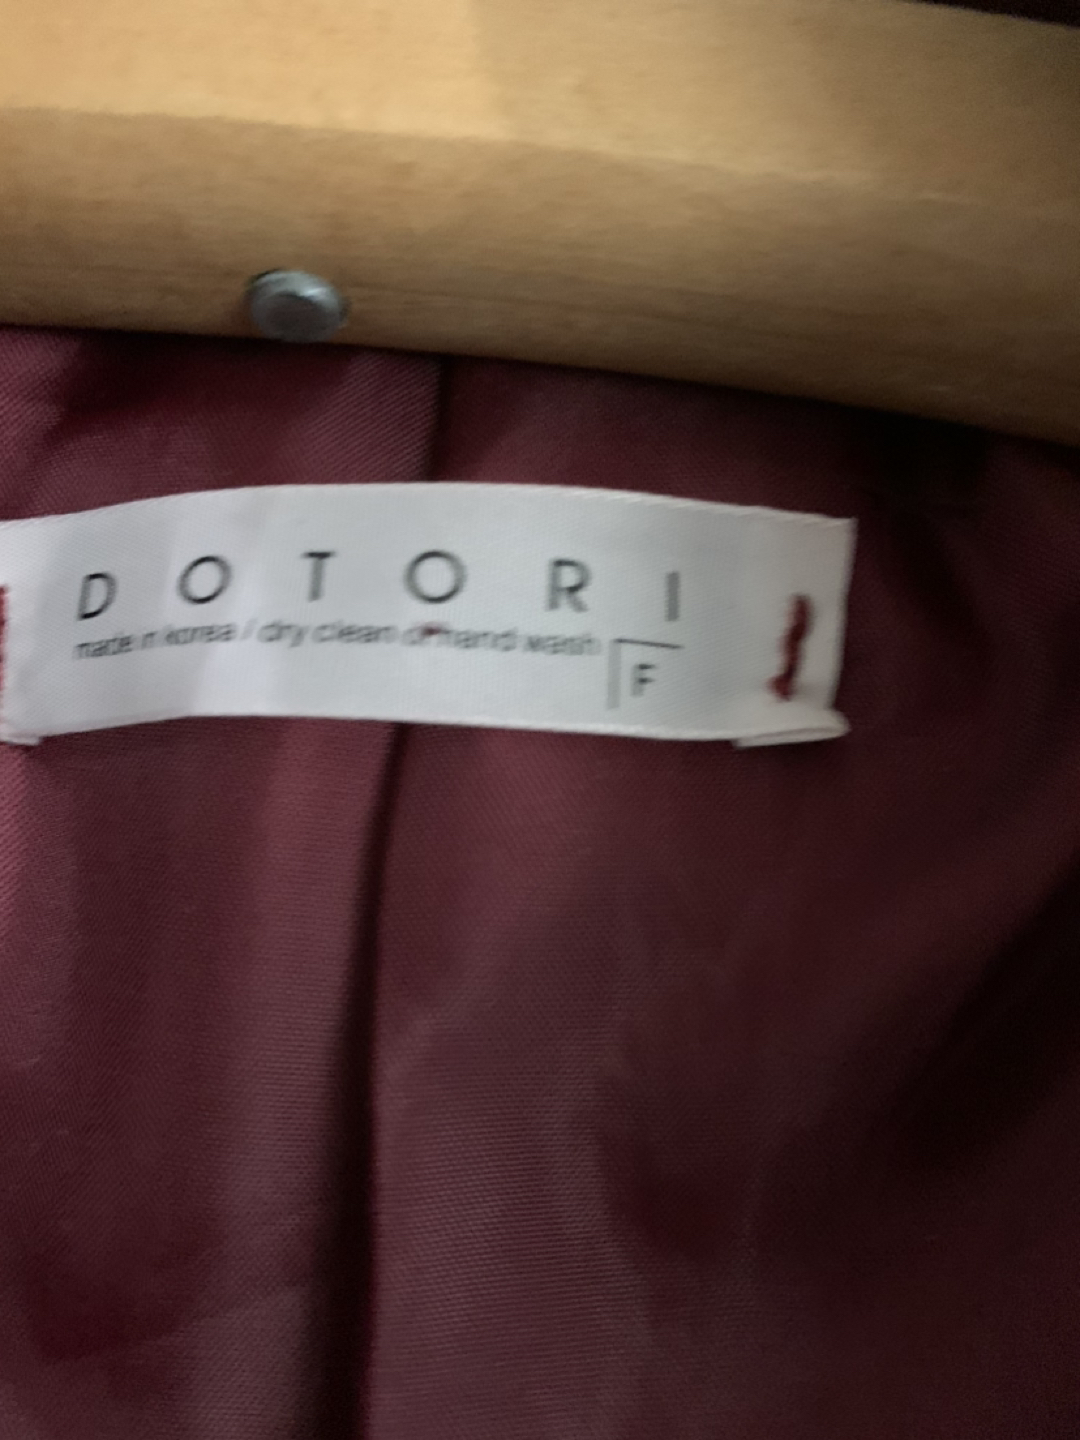 DOTORI
made in korea / dry clean or hand wash
F